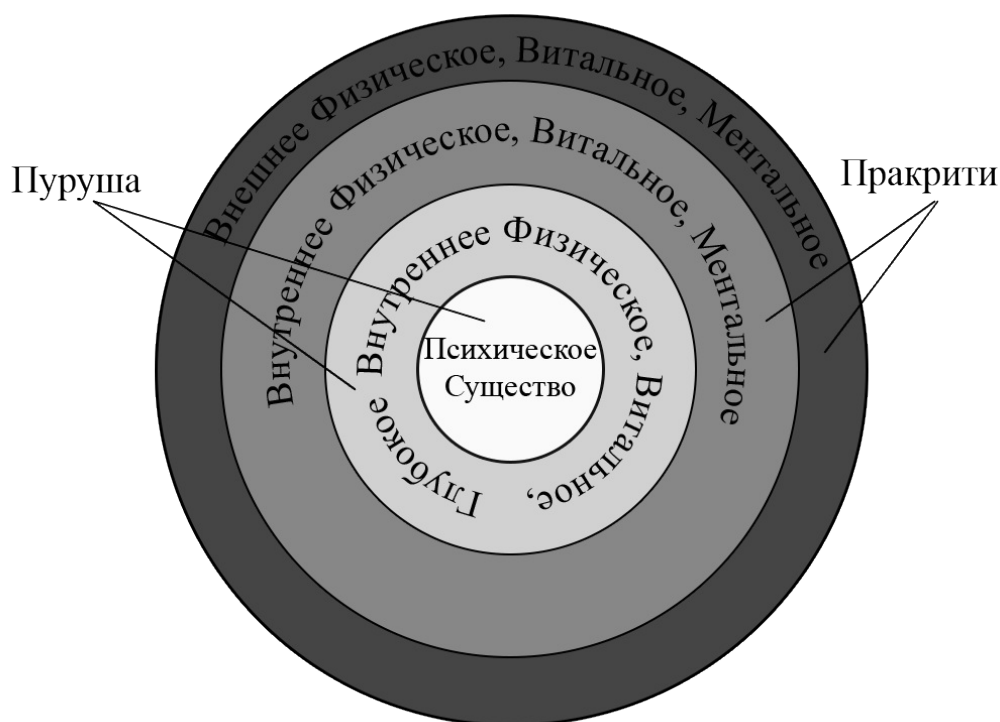 Внешнее Физическое, Витальное, Ментальное
Внутреннее Физическое, Витальное, Ментальное
Глубокое Внутреннее Физическое, Витальное,
Психическое
Существо
Пуруша
Пракрити